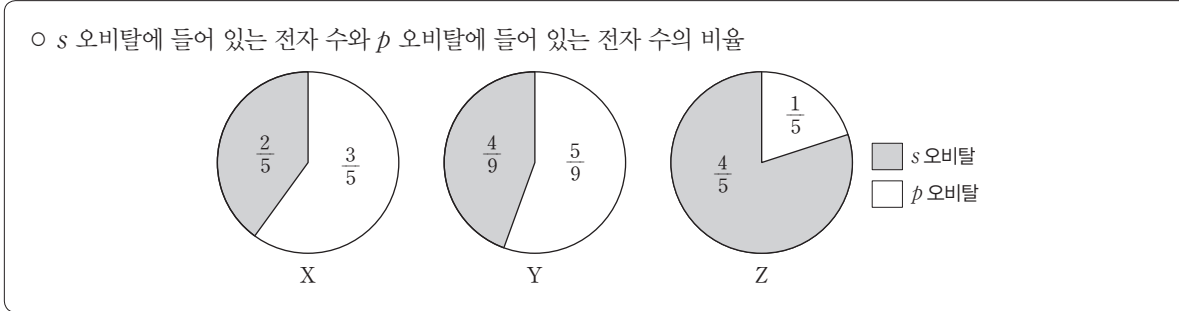 ○ s 오비탈에 들어 있는 전자 수와 p 오비탈에 들어 있는 전자 수의 비율
2/5 3/5 4/9 5/9 4/5 1/5
s 오비탈
p 오비탈
X Y Z